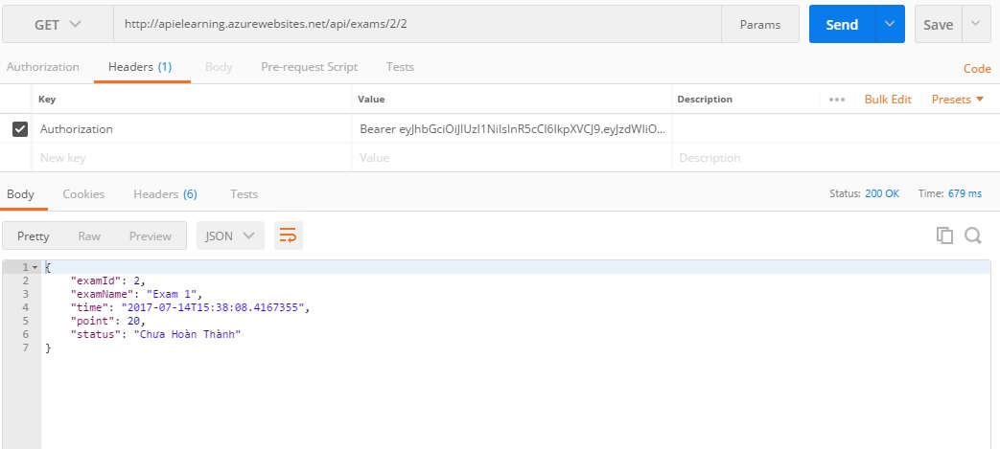 GET http://apielearning.azurewebsites.net/api/exams/2/2 Params Send Save
Authorization Headers (1) Body Pre-request Script Tests Code
Key Value Description ••• Bulk Edit Presets
Authorization Bearer eyJhbGciOiJIUzI1NiIsInR5cCI6IkpXVCJ9.eyJzdWIiO...
New key Value Description
Body Cookies Headers (6) Tests Status: 200 OK Time: 679 ms
Pretty Raw Preview JSON
1 {
2 "examId": 2,
3 "examName": "Exam 1",
4 "time": "2017-07-14T15:38:08.4167355",
5 "point": 20,
6 "status": "Chưa Hoàn Thành"
7 }